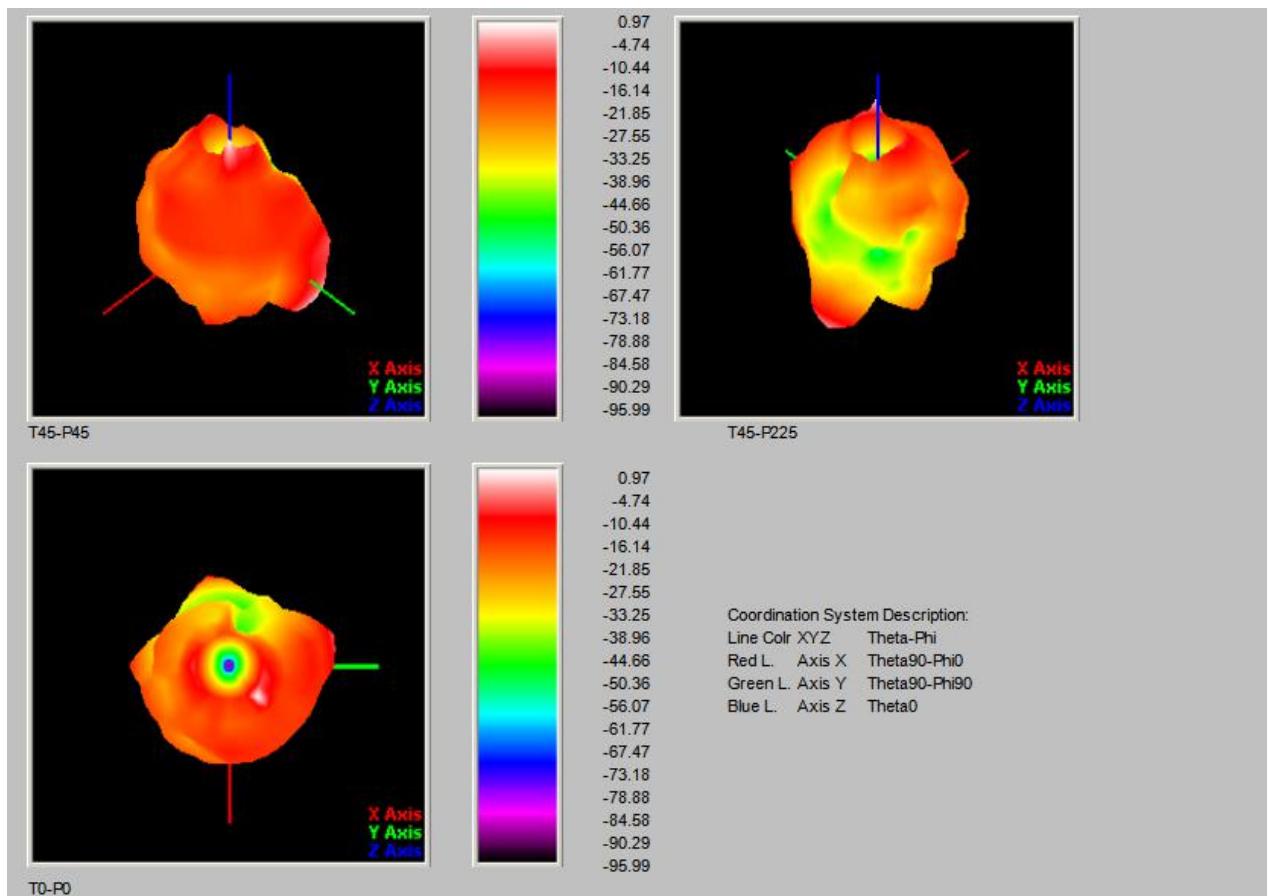 0.97
-4.74
-10.44
-16.14
-21.85
-27.55
-33.25
-38.96
-44.66
-50.36
-56.07
-61.77
-67.47
-73.18
-78.88
-84.58
-90.29
-95.99
X Axis
Y Axis
Z Axis
T45-P45
X Axis
Y Axis
Z Axis
T45-P225
0.97
-4.74
-10.44
-16.14
-21.85
-27.55
-33.25
-38.96
-44.66
-50.36
-56.07
-61.77
-67.47
-73.18
-78.88
-84.58
-90.29
-95.99
X Axis
Y Axis
Z Axis
T0-P0
Coordination System Description:
Line Colr XYZ Theta-Phi
Red L. Axis X Theta90-Phi0
Green L. Axis Y Theta90-Phi90
Blue L. Axis Z Theta0